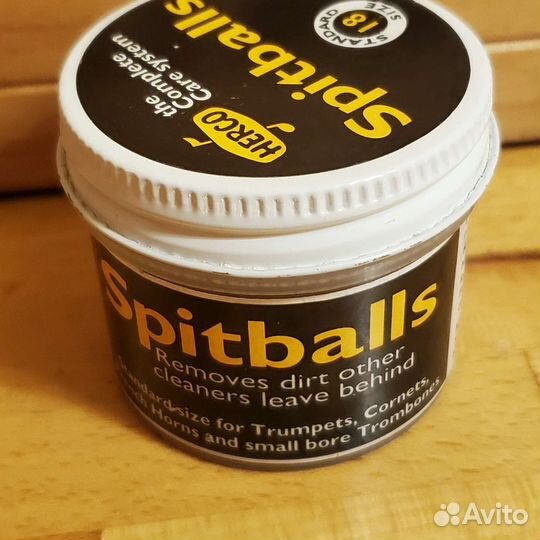 the
Complete
Care system
HERCO
Spitballs
STANDARD
18
SIZE
Spitballs
Removes dirt other
cleaners leave behind
Standard size for Trumpets, Cornets,
Horns and small bore Trombones
Avito